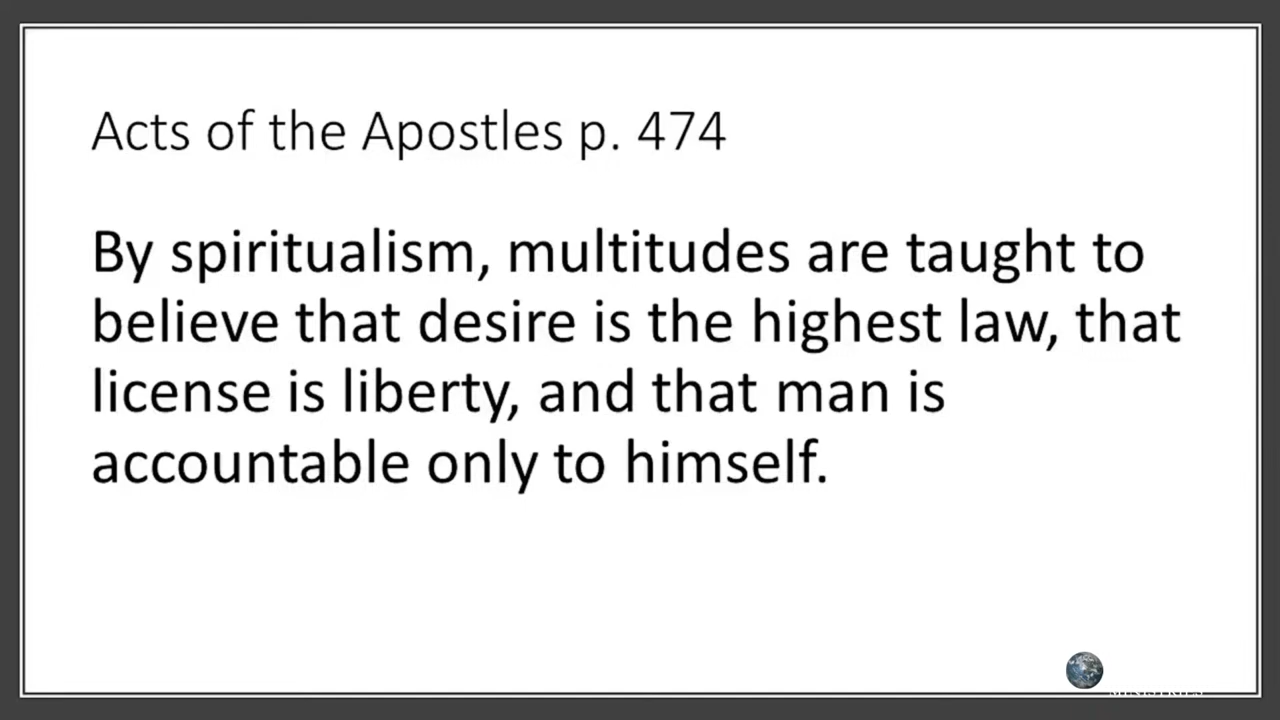 Acts of the Apostles p. 474
By spiritualism, multitudes are taught to
believe that desire is the highest law, that
license is liberty, and that man is
accountable only to himself.
MINISTRIES